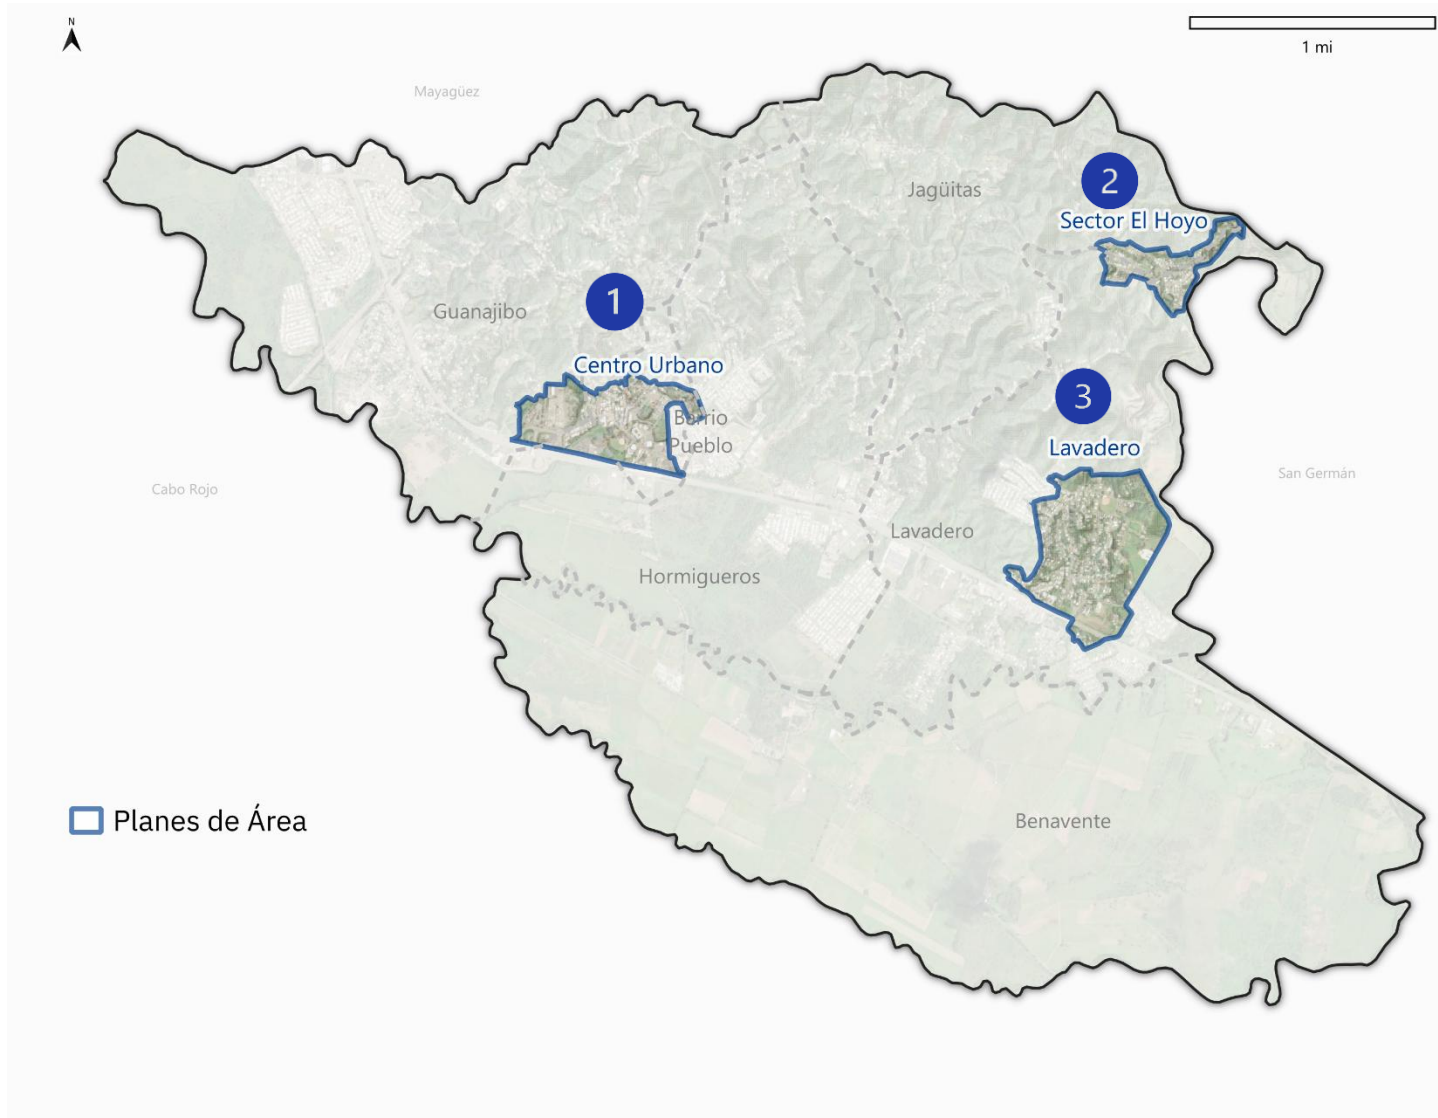 N
1 mi
Mayagüez
Jagüitas
2
Sector El Hoyo
Guanajibo
1
Centro Urbano
3
Barrio
Pueblo
Lavadero
Cabo Rojo
San Germán
Lavadero
Hormigueros
Planes de Área
Benavente